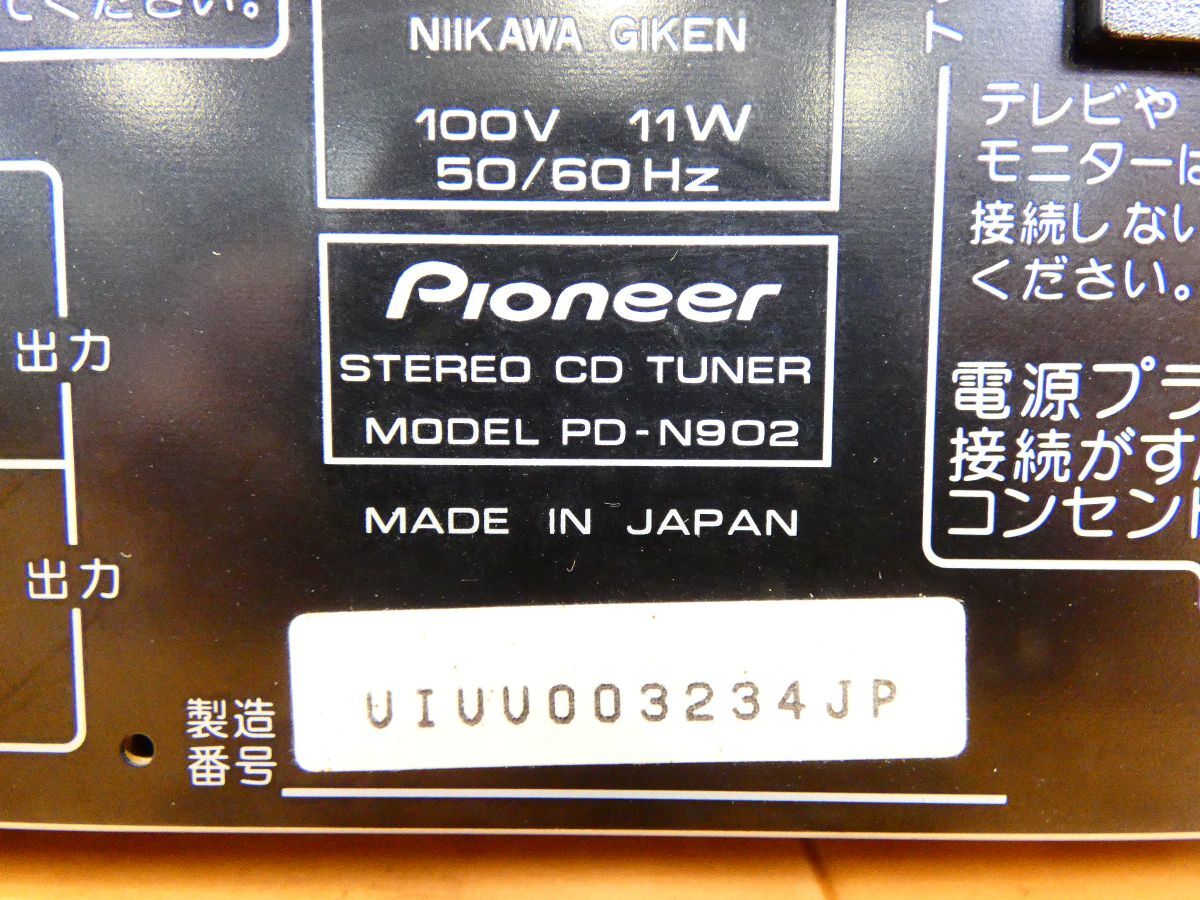 てください。
NIIKAWA GIKEN
100V 11W
50/60Hz
Pioneer
STEREO CD TUNER
MODEL PD-N902
MADE IN JAPAN
出力
出力
製造
番号
VIVV003234JP
テレビや
モニターは
接続しない
ください。
電源プラ
接続がす
コンセント